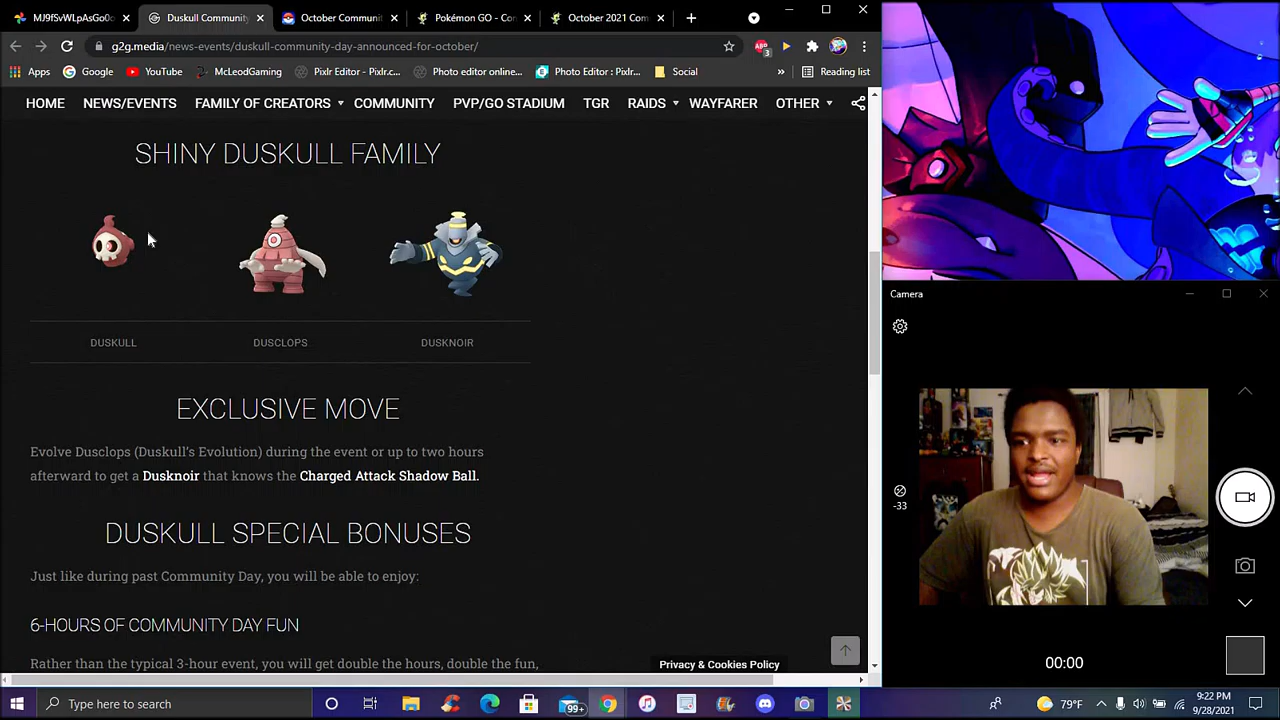 MJ9fSvWLpAsGo0o
Duskull Community
October Communit
Pokémon GO - Con
October 2021 Com
g2g.media/news-events/duskull-community-day-announced-for-october/
ABP
3
Apps
Google
YouTube
McLeodGaming
Pixlr Editor - Pixlr.c...
Photo editor online...
Photo Editor : Pixlr...
Social
»
Reading list
HOME
NEWS/EVENTS
FAMILY OF CREATORS
COMMUNITY
PVP/GO STADIUM
TGR
RAIDS
WAYFARER
OTHER
SHINY DUSKULL FAMILY
DUSKULL
DUSCLOPS
DUSKNOIR
EXCLUSIVE MOVE
Evolve Dusclops (Duskull's Evolution) during the event or up to two hours
afterward to get a Dusknoir that knows the Charged Attack Shadow Ball.
DUSKULL SPECIAL BONUSES
Just like during past Community Day, you will be able to enjoy:
6-HOURS OF COMMUNITY DAY FUN
Rather than the typical 3-hour event, you will get double the hours, double the fun,
Privacy & Cookies Policy
Camera
-33
00:00
Type here to search
99+
79°F
9:22 PM
9/28/2021